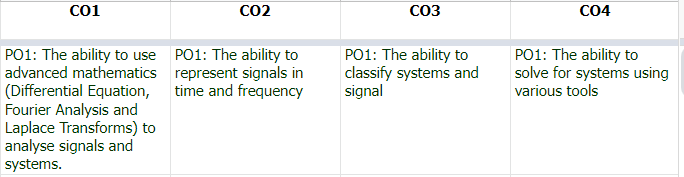 CO1 CO2 CO3 CO4
PO1: The ability to use
advanced mathematics
(Differential Equation,
Fourier Analysis and
Laplace Transforms) to
analyse signals and
systems.
PO1: The ability to
represent signals in
time and frequency
PO1: The ability to
classify systems and
signal
PO1: The ability to
solve for systems using
various tools